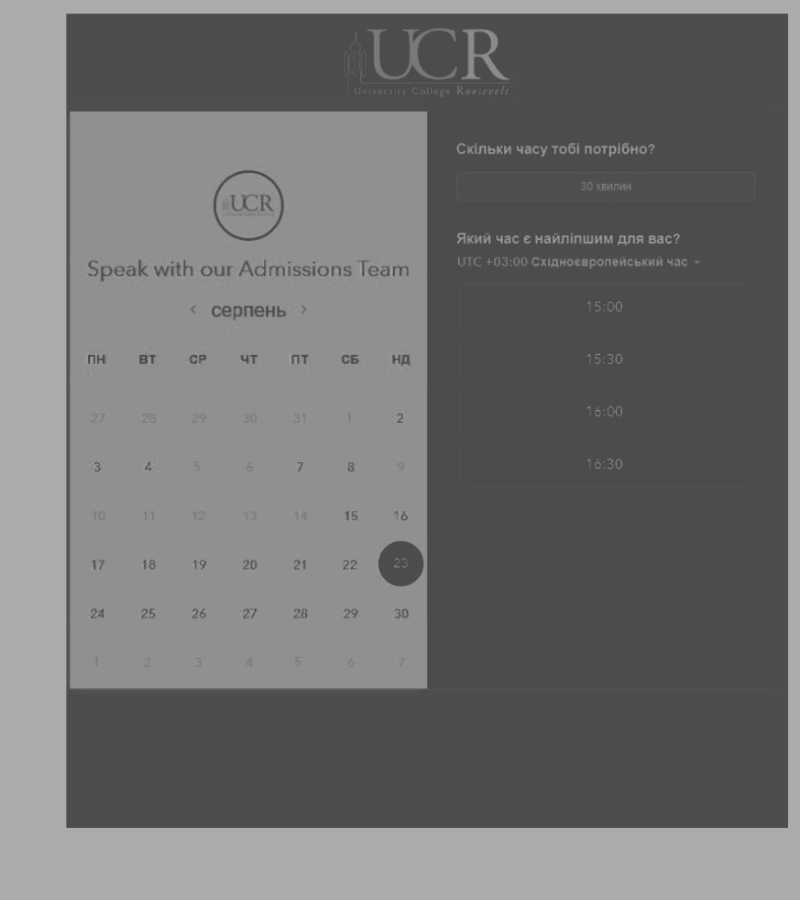 UCR
University College Roosevelt
UCR
Speak with our Admissions Team
‹ серпень ›
ПН ВТ СР ЧТ ПТ СБ НД
27 28 29 30 31 1 2
3 4 5 6 7 8 9
10 11 12 13 14 15 16
17 18 19 20 21 22 23
24 25 26 27 28 29 30
1 2 3 4 5 6 7
Скільки часу тобі потрібно?
30 хвилин
Який час є найліпшим для вас?
UTC +03:00 Східноєвропейський час
15:00
15:30
16:00
16:30